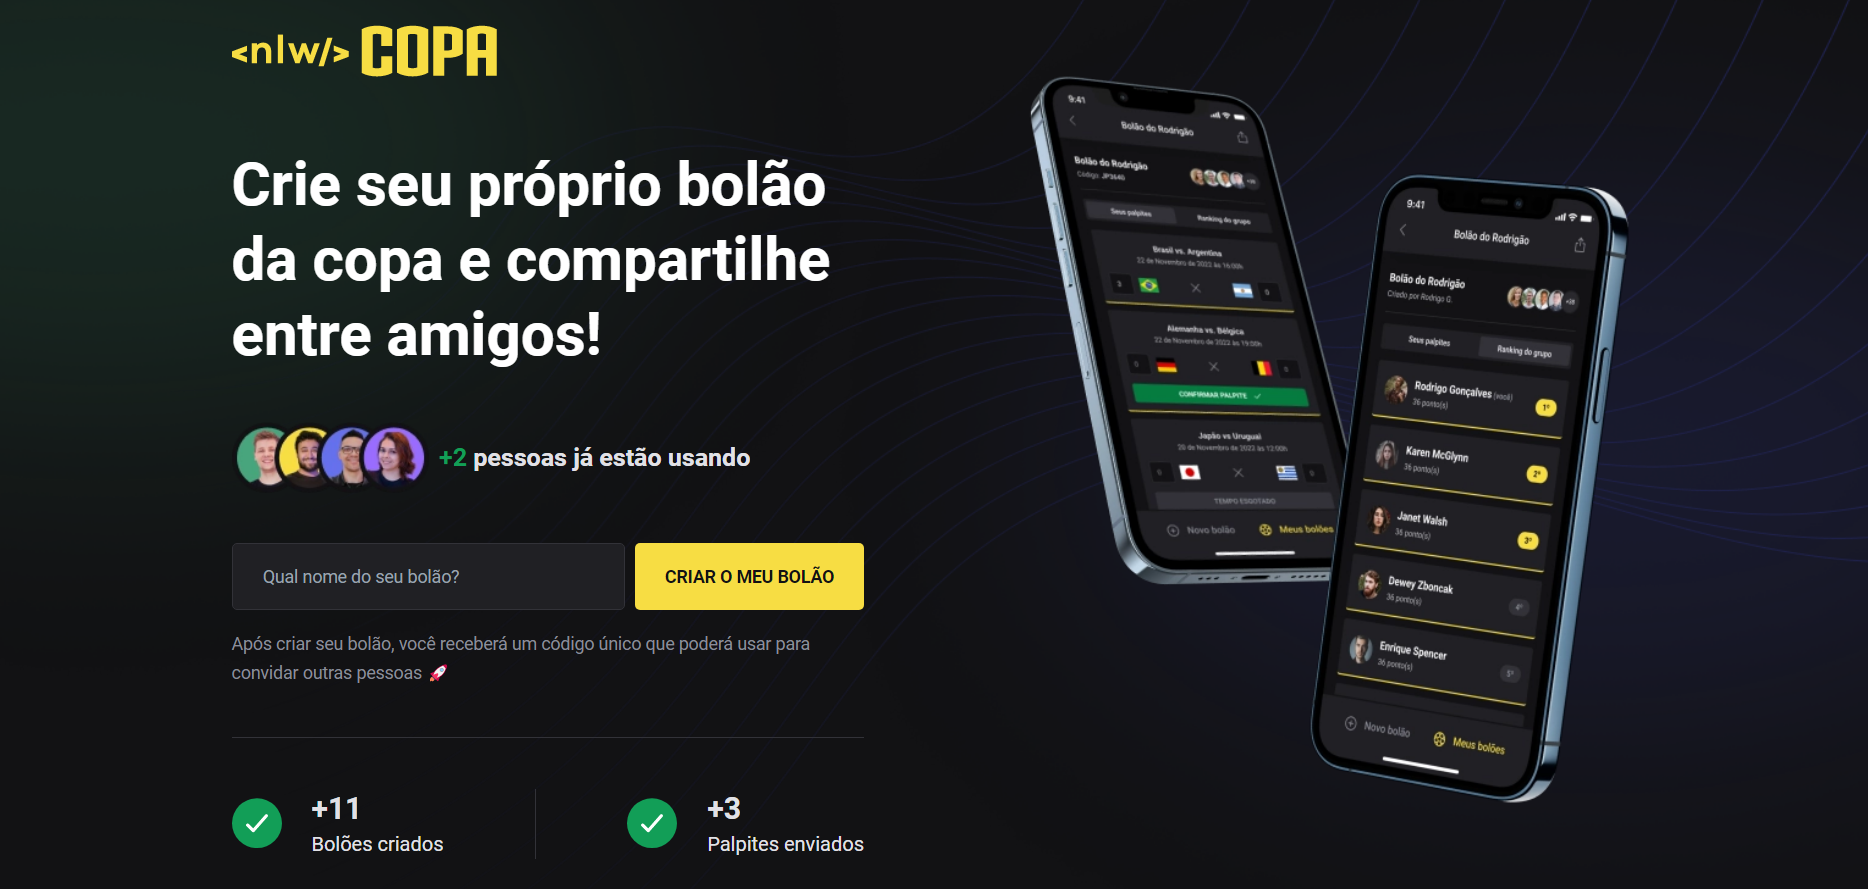 <nlw/> COPA
Crie seu próprio bolão
da copa e compartilhe
entre amigos!
+2 pessoas já estão usando
Qual nome do seu bolão?
CRIAR O MEU BOLÃO
Após criar seu bolão, você receberá um código único que poderá usar para
convidar outras pessoas 🚀
+11
Bolões criados
+3
Palpites enviados
9:41
Bolão do Rodrigão
Bolão do Rodrigão
Código: JP3640
Seus palpites
Ranking do grupo
Brasil vs. Argentina
22 de Novembro de 2022 às 16:00h
3
0
Alemanha vs. Bélgica
22 de Novembro de 2022 às 19:00h
0
0
CONFIRMAR PALPITE
Japão vs Uruguai
20 de Novembro de 2022 às 12:00h
0
0
TEMPO ESGOTADO
Novo bolão
Meus bolões
9:41
Bolão do Rodrigão
Bolão do Rodrigão
Criado por Rodrigo G.
Seus palpites
Ranking do grupo
Rodrigo Gonçalves (você)
36 ponto(s)
1º
Karen McGlynn
36 ponto(s)
2º
Janet Walsh
36 ponto(s)
3º
Dewey Zboncak
36 ponto(s)
4º
Enrique Spencer
36 ponto(s)
5º
Novo bolão
Meus bolões